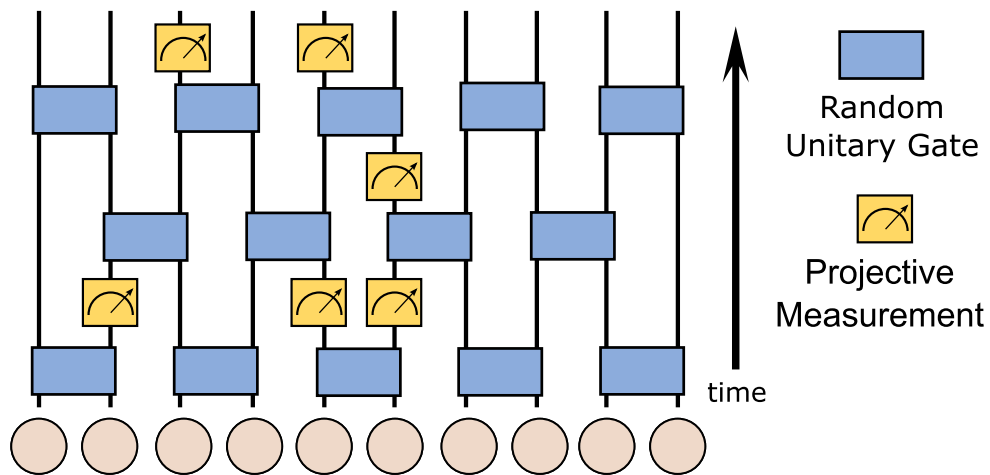 Random
Unitary Gate
Projective
Measurement
time